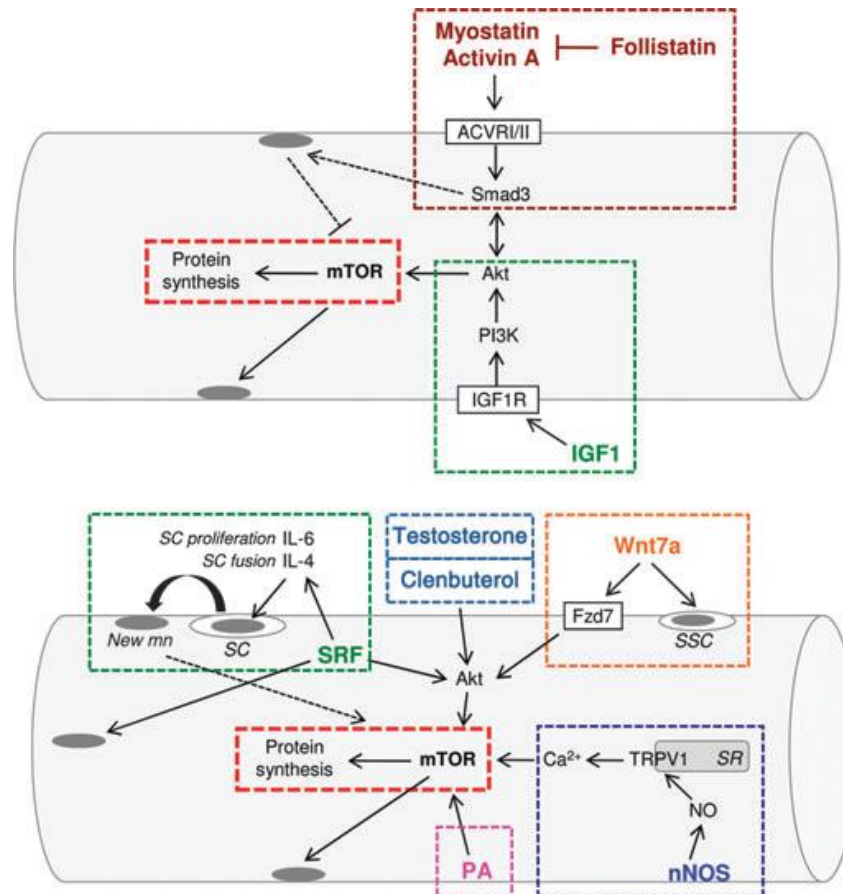 Myostatin
Activin A
Follistatin
ACVRI/II
Smad3
Protein
synthesis
mTOR
Akt
PI3K
IGF1R
IGF1
SC proliferation IL-6
SC fusion IL-4
New mn
SC
SRF
Testosterone
Clenbuterol
Akt
Wnt7a
Fzd7
SSC
Protein
synthesis
mTOR
Ca²⁺
TRPV1
SR
NO
PA
nNOS